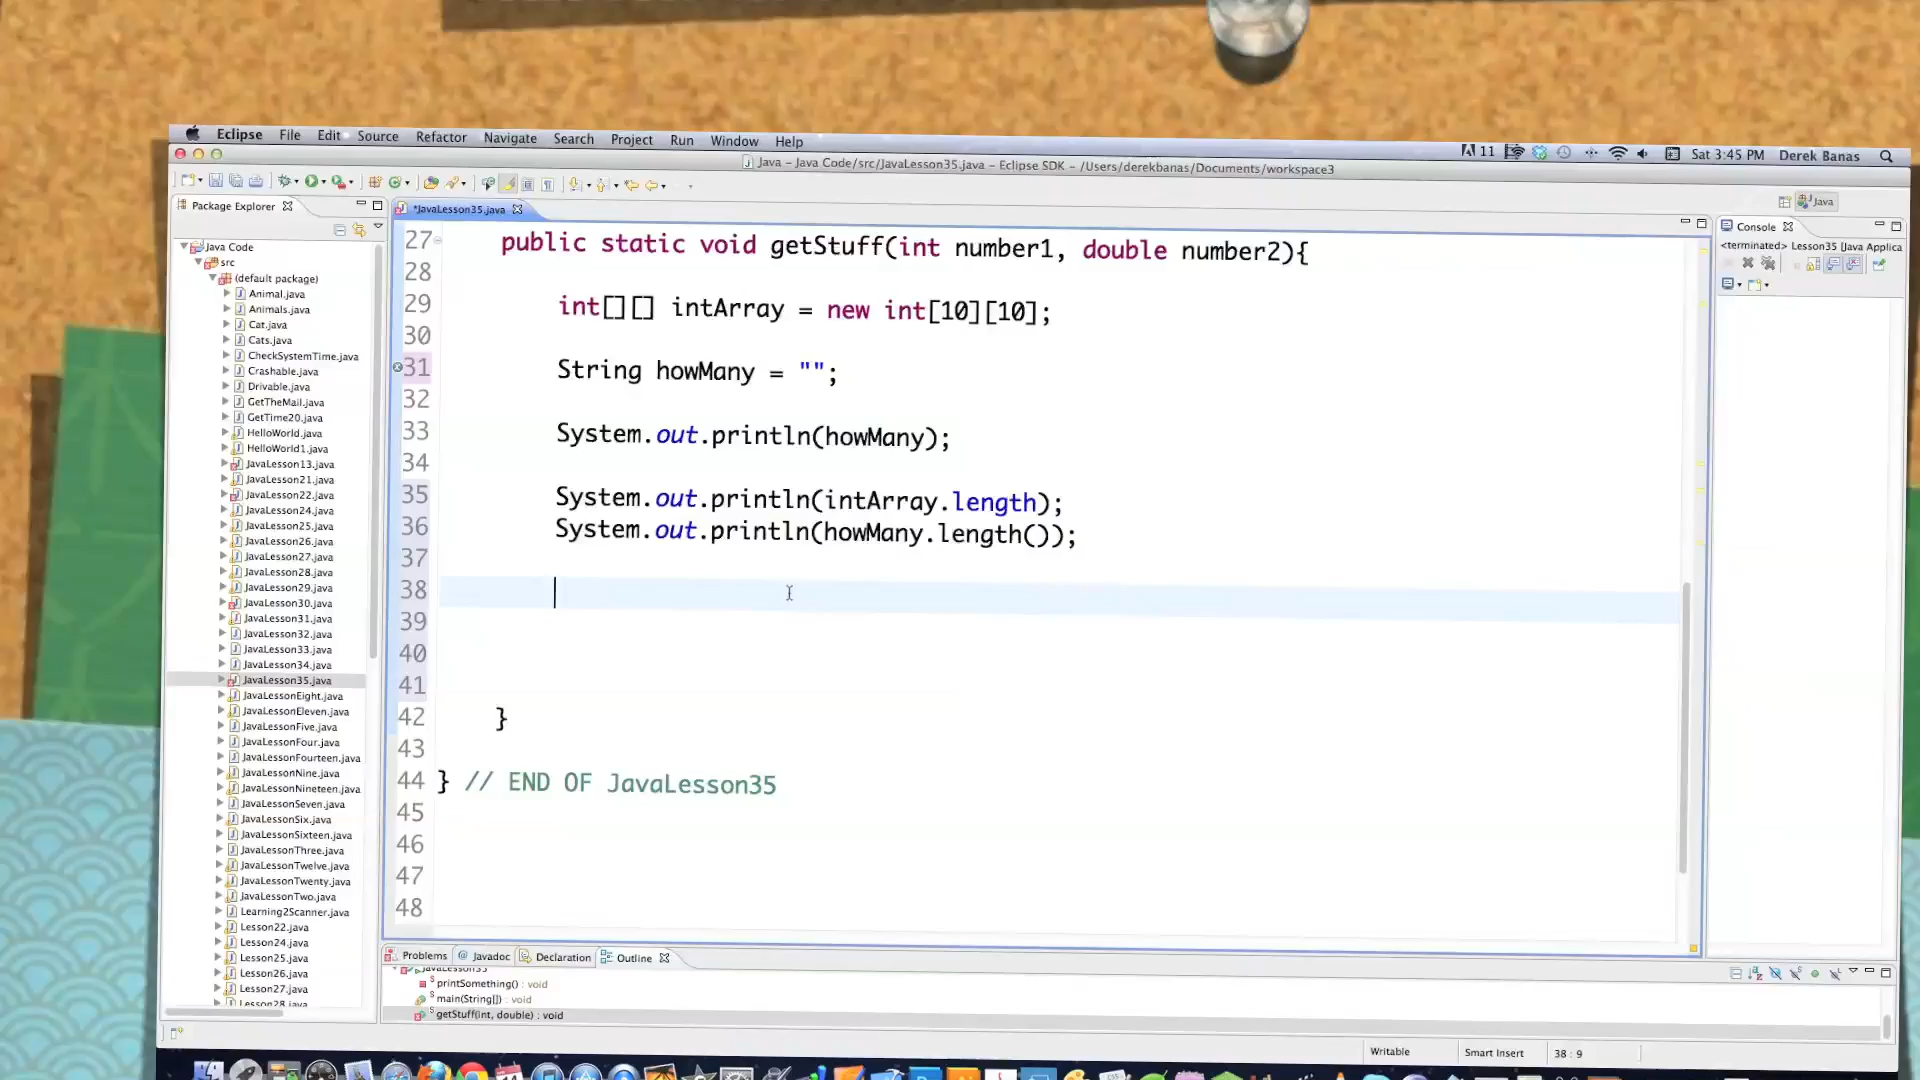 Eclipse File Edit Source Refactor Navigate Search Project Run Window Help
11 Sat 3:45 PM Derek Banas
Java – Java Code/src/JavaLesson35.java – Eclipse SDK – /Users/derekbanas/Documents/workspace3
Java
Package Explorer
*JavaLesson35.java
Console
<terminated> Lesson35 [Java Applica
Java Code
src
(default package)
Animal.java
Animals.java
Cat.java
Cats.java
CheckSystemTime.java
Crashable.java
Drivable.java
GetTheMail.java
GetTime20.java
HelloWorld.java
HelloWorld1.java
JavaLesson13.java
JavaLesson21.java
JavaLesson22.java
JavaLesson24.java
JavaLesson25.java
JavaLesson26.java
JavaLesson27.java
JavaLesson28.java
JavaLesson29.java
JavaLesson30.java
JavaLesson31.java
JavaLesson32.java
JavaLesson33.java
JavaLesson34.java
JavaLesson35.java
JavaLessonEight.java
JavaLessonEleven.java
JavaLessonFive.java
JavaLessonFour.java
JavaLessonFourteen.java
JavaLessonNine.java
JavaLessonNineteen.java
JavaLessonSeven.java
JavaLessonSix.java
JavaLessonSixteen.java
JavaLessonThree.java
JavaLessonTwelve.java
JavaLessonTwenty.java
JavaLessonTwo.java
Learning2Scanner.java
Lesson22.java
Lesson24.java
Lesson25.java
Lesson26.java
Lesson27.java
Lesson28.java
27 public static void getStuff(int number1, double number2){
28
29 int[][] intArray = new int[10][10];
30
31 String howMany = "";
32
33 System.out.println(howMany);
34
35 System.out.println(intArray.length);
36 System.out.println(howMany.length());
37
38
39
40
41
42 }
43
44 } // END OF JavaLesson35
45
46
47
48
Problems Javadoc Declaration Outline
JavaLesson35
printSomething() : void
main(String[]) : void
getStuff(int, double) : void
Writable Smart Insert 38 : 9